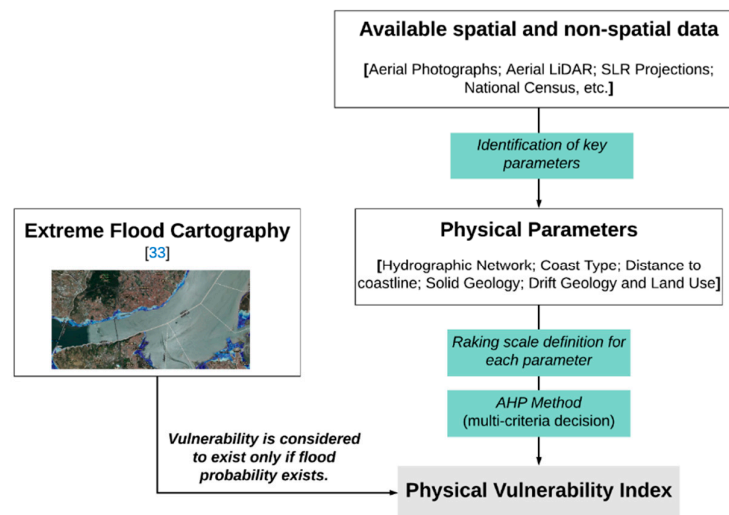 Available spatial and non-spatial data
[Aerial Photographs; Aerial LiDAR; SLR Projections;
National Census, etc.]
Identification of key
parameters
Extreme Flood Cartography
[33]
Physical Parameters
[Hydrographic Network; Coast Type; Distance to
coastline; Solid Geology; Drift Geology and Land Use]
Raking scale definition for
each parameter
AHP Method
(multi-criteria decision)
Vulnerability is considered
to exist only if flood
probability exists.
Physical Vulnerability Index